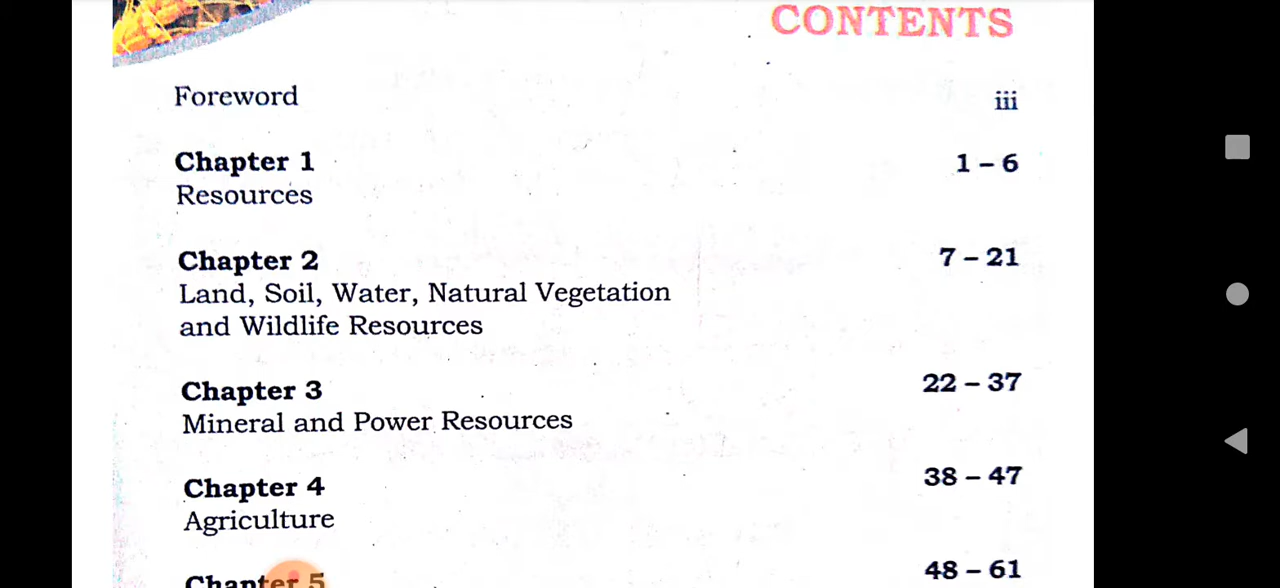 CONTENTS
Foreword iii
Chapter 1 1 – 6
Resources
Chapter 2 7 – 21
Land, Soil, Water, Natural Vegetation
and Wildlife Resources
Chapter 3 22 – 37
Mineral and Power Resources
Chapter 4 38 – 47
Agriculture
Chapter 5 48 – 61